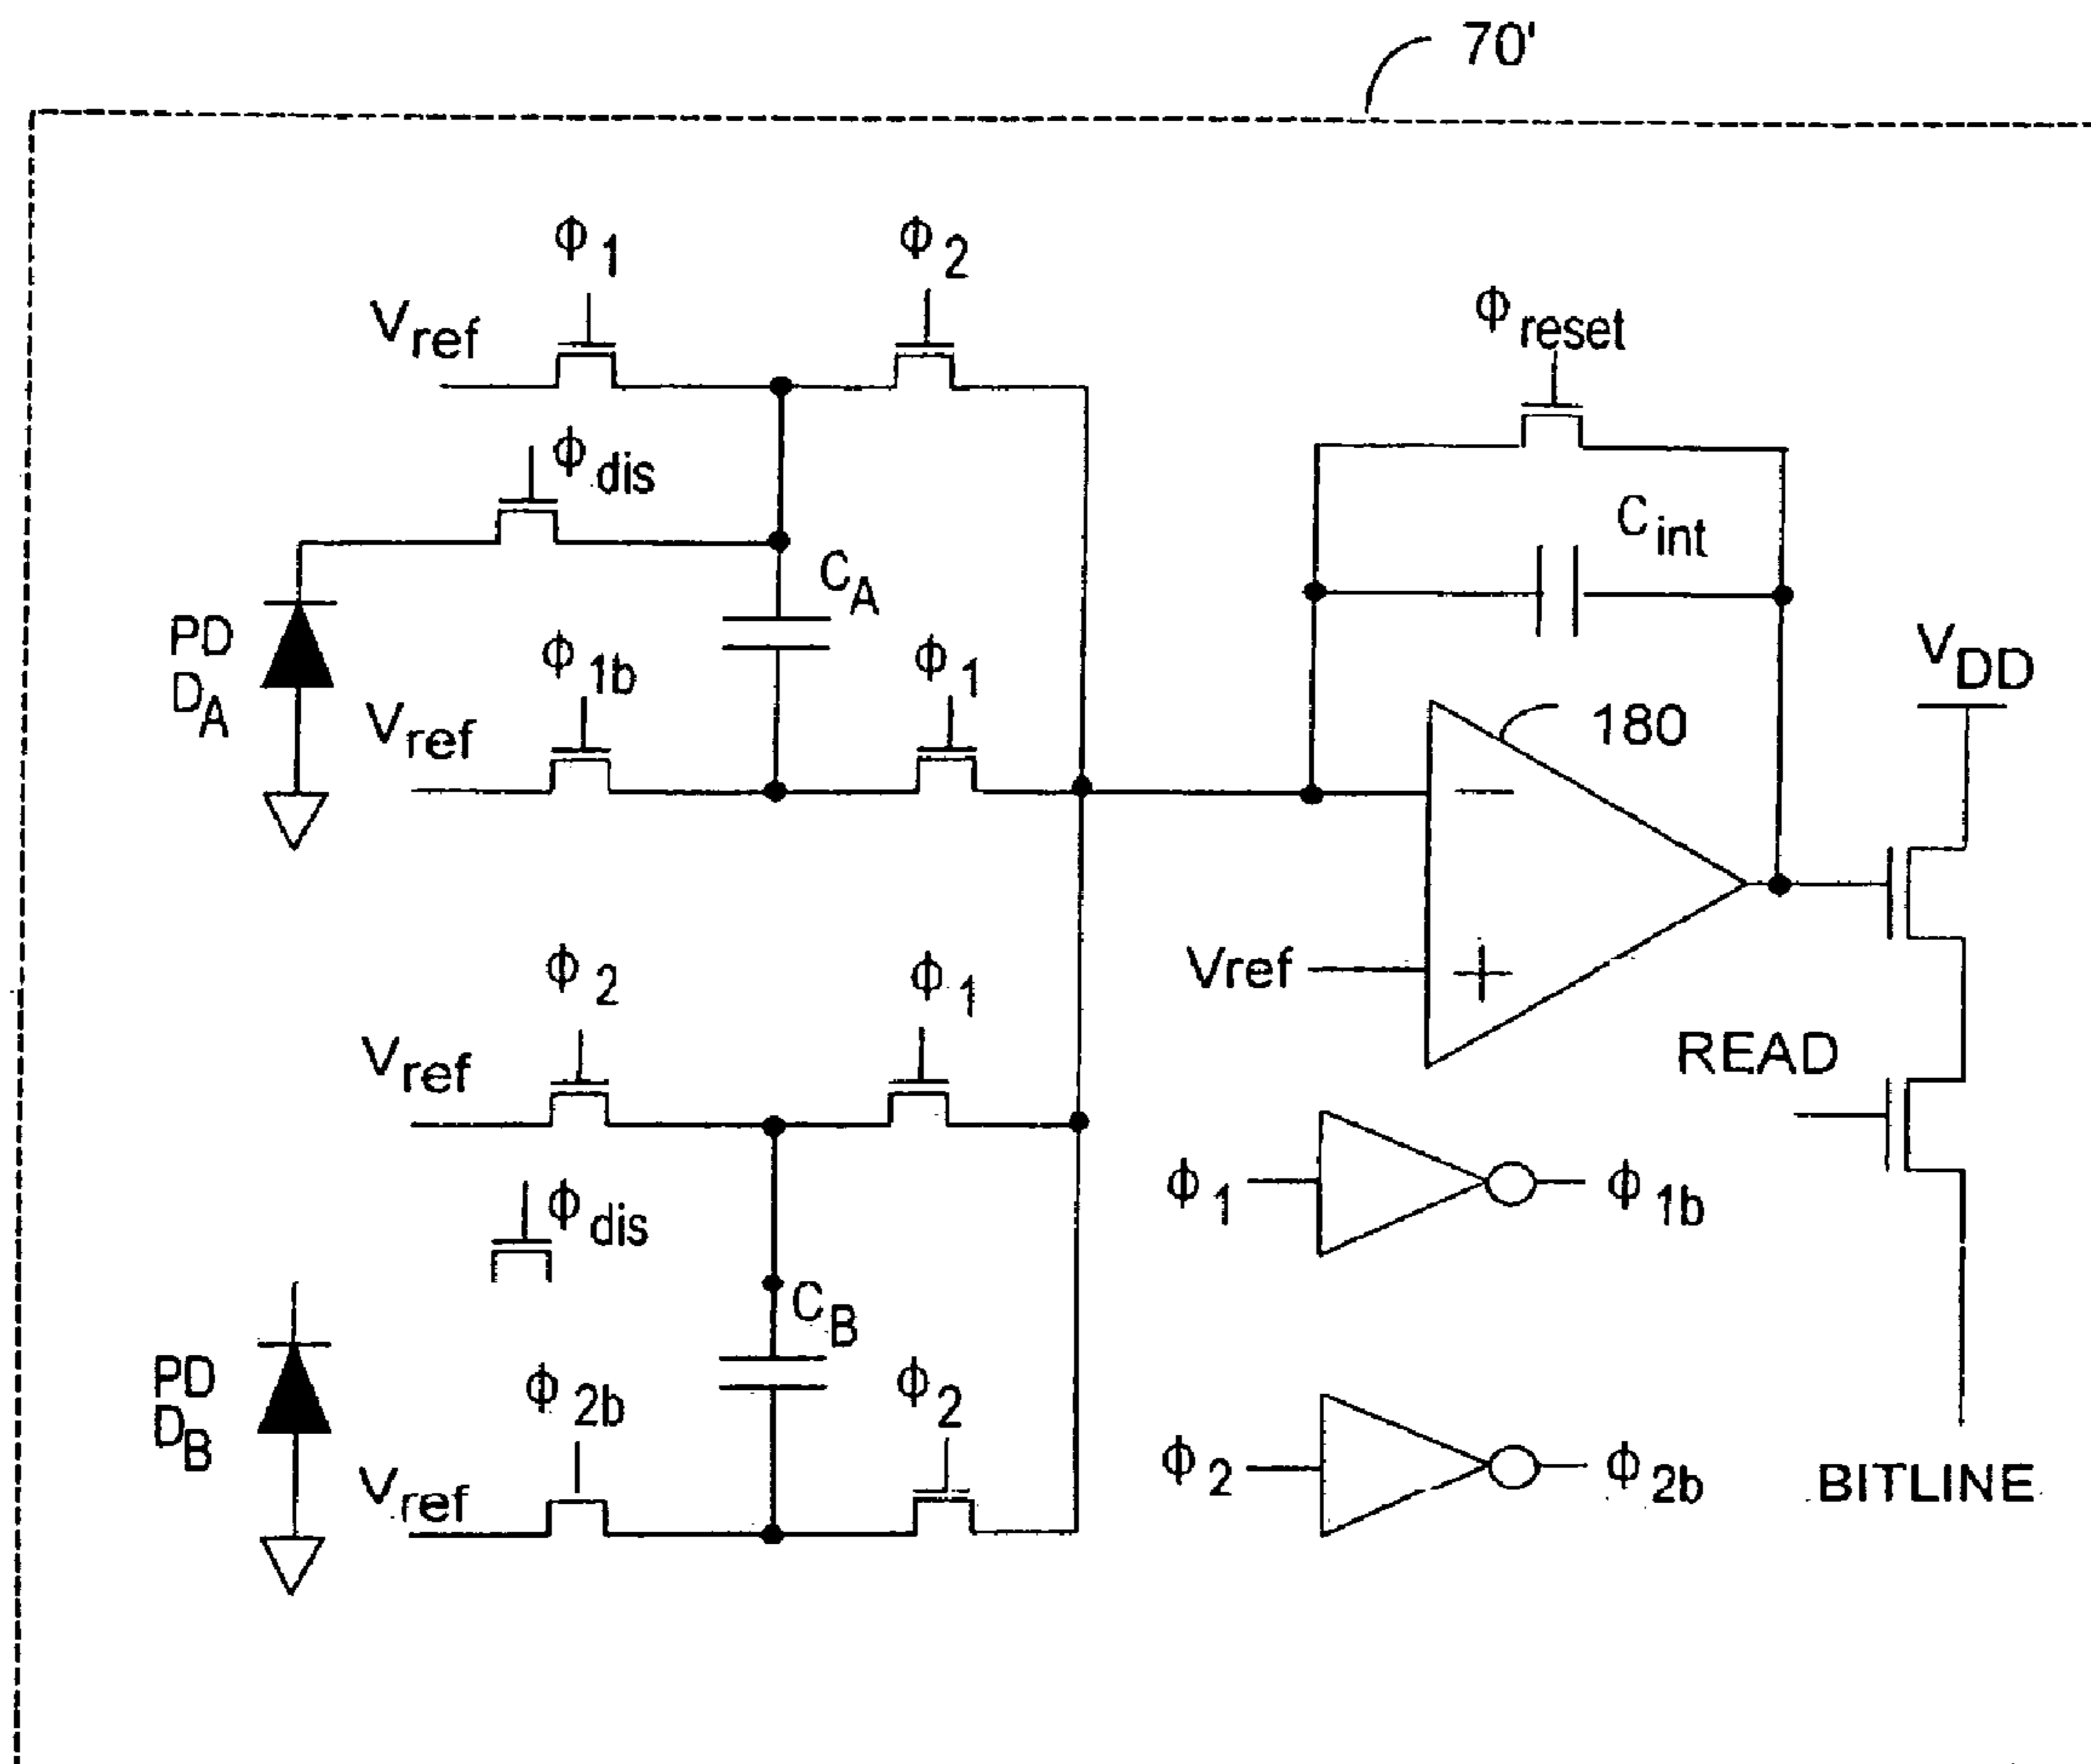 70'
ϕ1
ϕ2
Vref
ϕreset
ϕdis
Cint
CA
PD
DA
ϕ1b
ϕ1
VDD
Vref
180
ϕ2
ϕ1
Vref
Vref
READ
ϕdis
ϕ1
ϕ1b
CB
PD
DB
ϕ2b
ϕ2
ϕ2
ϕ2b
Vref
BITLINE